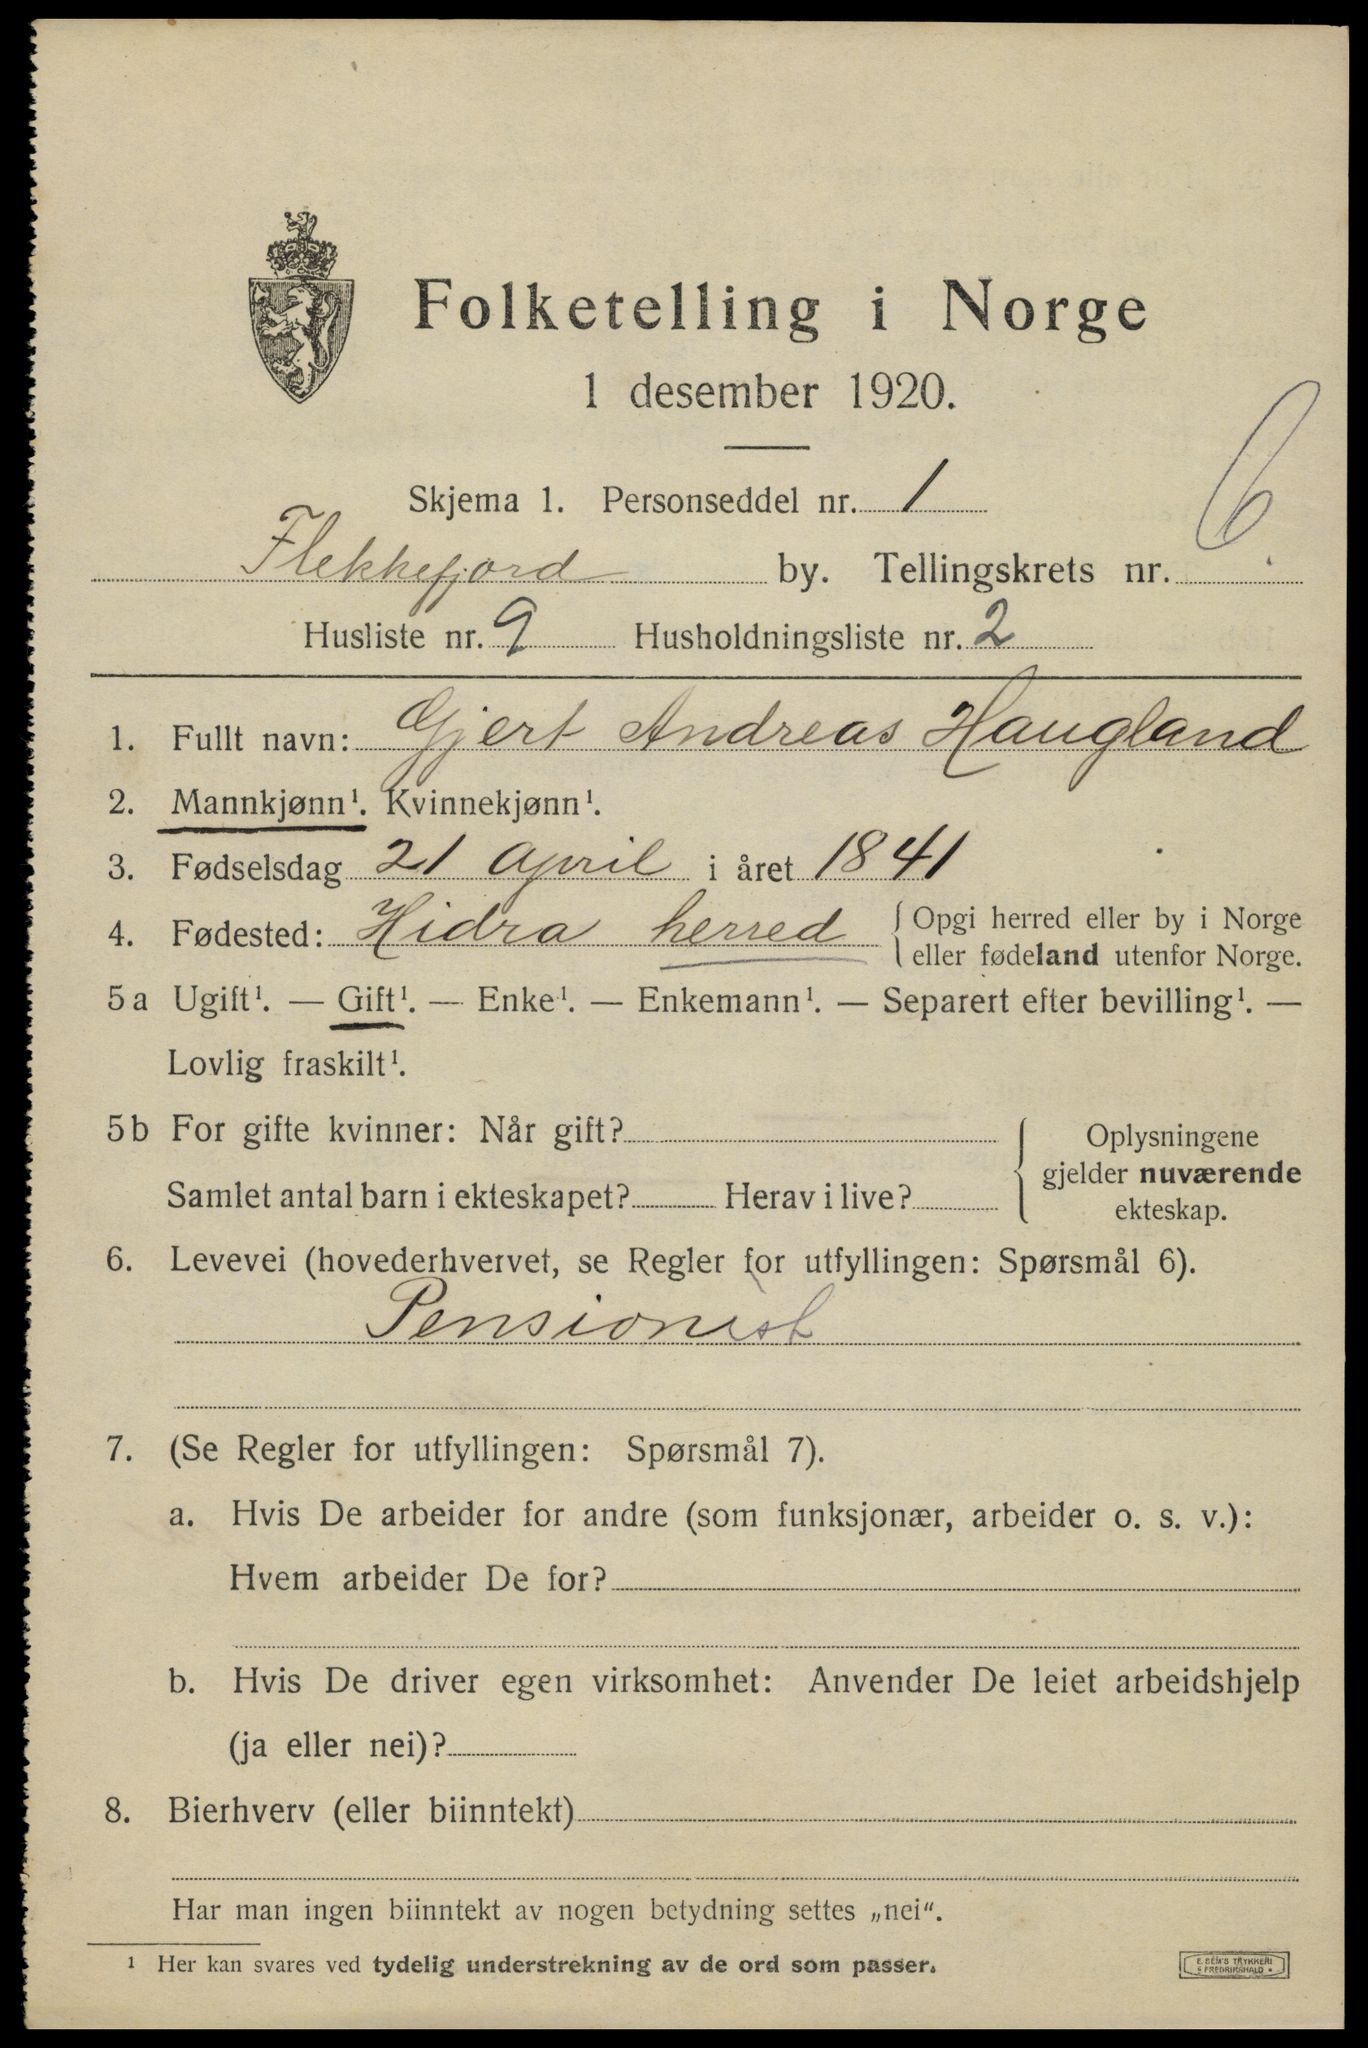 Folketelling i Norge
1 desember 1920.
Skjema 1. Personseddel nr. 1
Flekkefjord by. Tellingskrets nr. 6
Husliste nr. 9 Husholdningsliste nr. 2
1. Fullt navn: Gjert Andreas Haugland
2. Mannkjønn¹. Kvinnekjønn¹.
3. Fødselsdag 21 april i året 1841
4. Fødested: Hidra herred { Opgi herred eller by i Norge
eller fødeland utenfor Norge.
5a Ugift¹. — Gift¹. — Enke¹. — Enkemann¹. — Separert efter bevilling¹. —
Lovlig fraskilt¹.
5b For gifte kvinner: Når gift?
Samlet antal barn i ekteskapet? Herav i live?
{ Oplysningene
gjelder nuværende
ekteskap.
6. Levevei (hovederhvervet, se Regler for utfyllingen: Spørsmål 6).
Pensionist
7. (Se Regler for utfyllingen: Spørsmål 7).
a. Hvis De arbeider for andre (som funksjonær, arbeider o. s. v.):
Hvem arbeider De for?
b. Hvis De driver egen virksomhet: Anvender De leiet arbeidshjelp
(ja eller nei)?
8. Bierhverv (eller biinntekt)
Har man ingen biinntekt av nogen betydning settes „nei“.
¹ Her kan svares ved tydelig understrekning av de ord som passer.
E. SEM'S TRYKKERI
FREDRIKSHALD